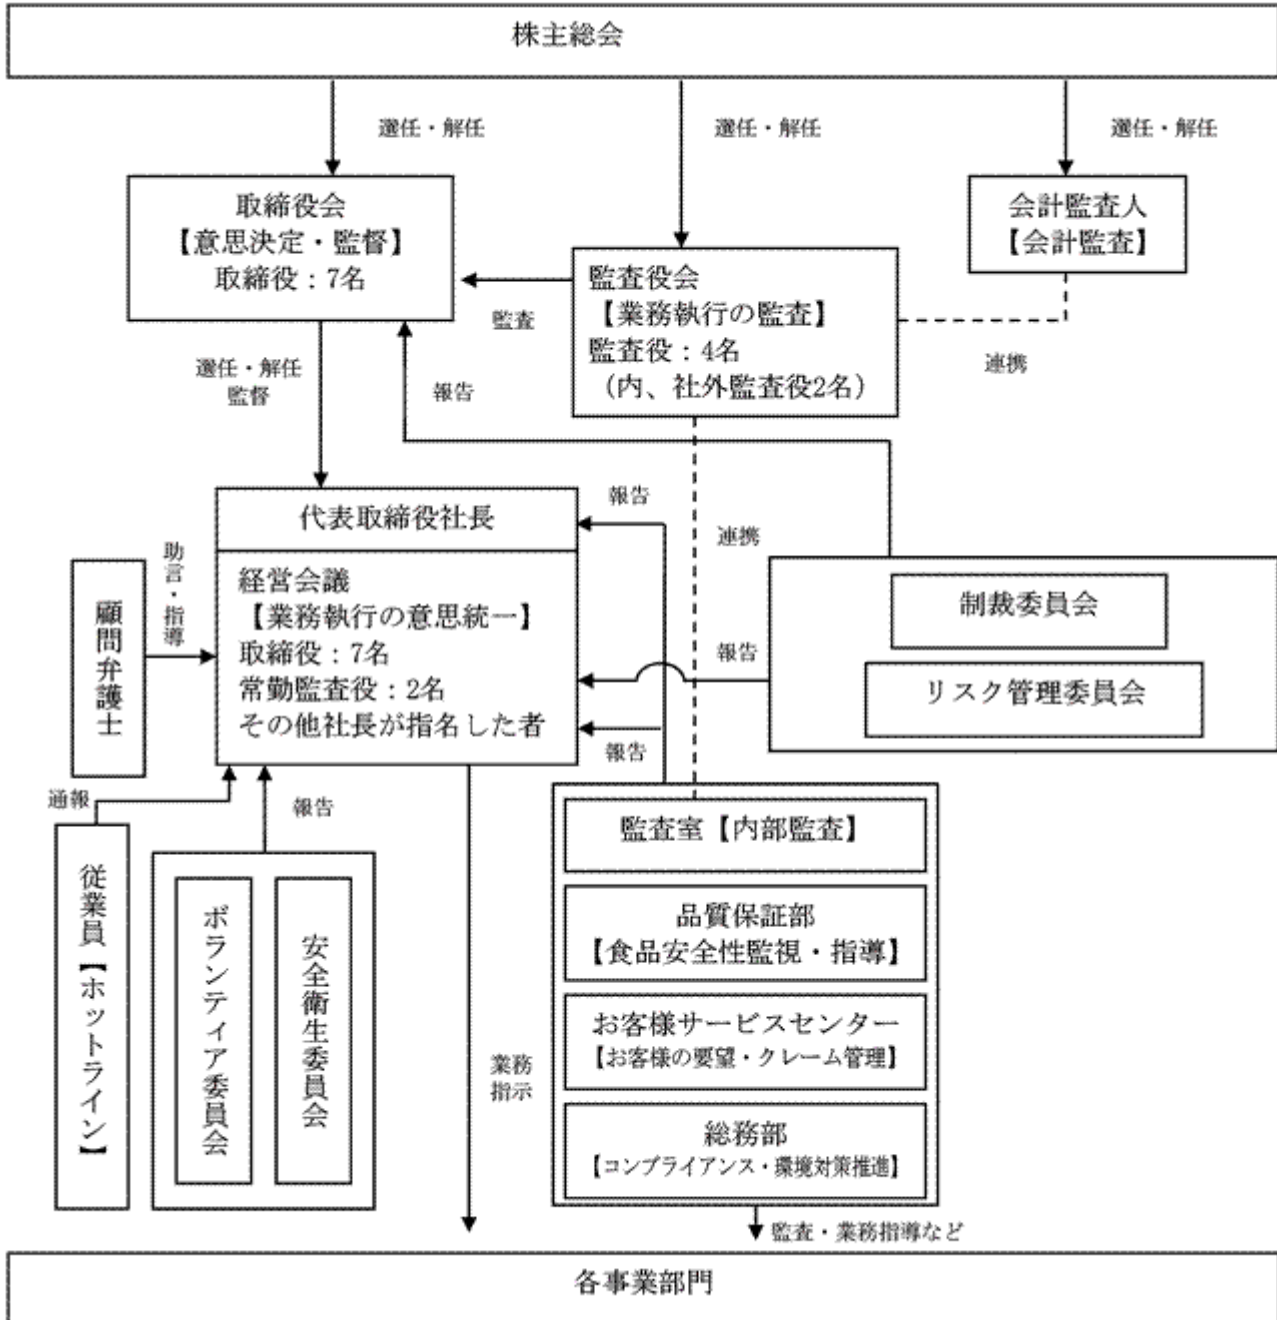 株主総会
選任・解任
選任・解任
選任・解任
取締役会
【意思決定・監督】
取締役：7名
監査役会
【業務執行の監査】
監査役：4名
（内、社外監査役2名）
会計監査人
【会計監査】
監査
連携
選任・解任
監督
報告
代表取締役社長
経営会議
【業務執行の意思統一】
取締役：7名
常勤監査役：2名
その他社長が指名した者
報告
連携
助言・指導
顧問弁護士
制裁委員会
リスク管理委員会
報告
報告
通報
報告
従業員【ホットライン】
ボランティア委員会
安全衛生委員会
監査室【内部監査】
品質保証部
【食品安全性監視・指導】
お客様サービスセンター
【お客様の要望・クレーム管理】
総務部
【コンプライアンス・環境対策推進】
業務
指示
監査・業務指導など
各事業部門